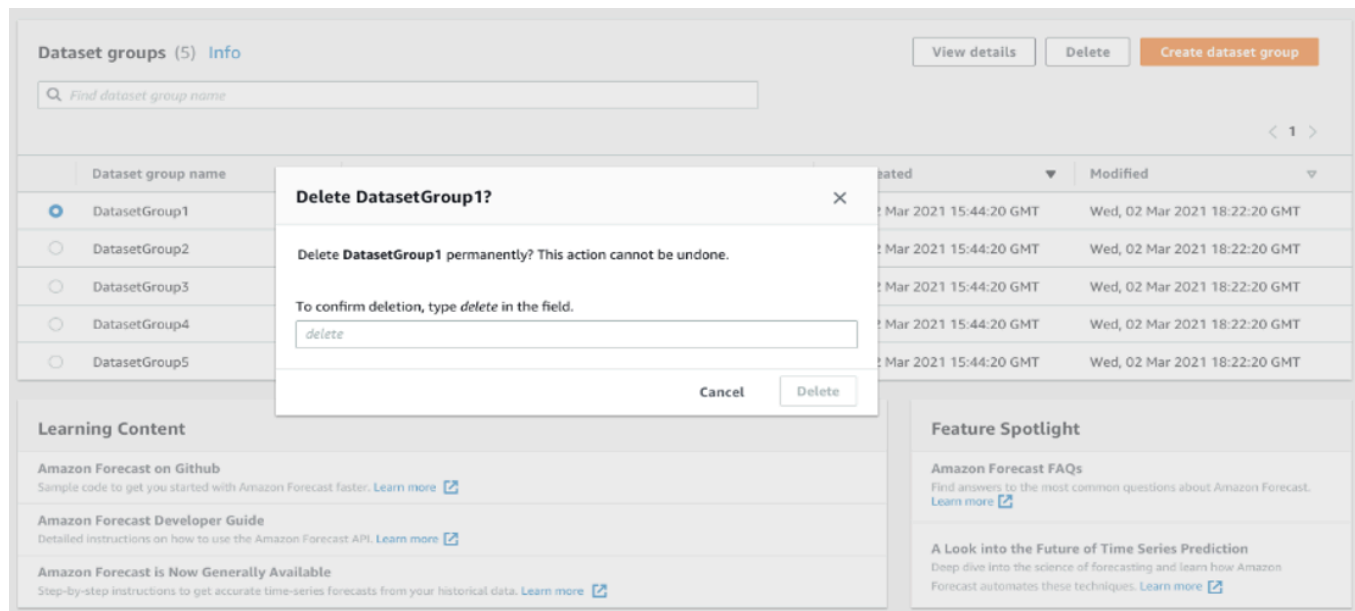 Dataset groups (5) Info
View details
Delete
Create dataset group
Find dataset group name
1
Dataset group name
Modified
DatasetGroup1
Mar 2021 15:44:20 GMT
Wed, 02 Mar 2021 18:22:20 GMT
DatasetGroup2
Mar 2021 15:44:20 GMT
Wed, 02 Mar 2021 18:22:20 GMT
DatasetGroup3
Mar 2021 15:44:20 GMT
Wed, 02 Mar 2021 18:22:20 GMT
DatasetGroup4
Mar 2021 15:44:20 GMT
Wed, 02 Mar 2021 18:22:20 GMT
DatasetGroup5
Mar 2021 15:44:20 GMT
Wed, 02 Mar 2021 18:22:20 GMT
Delete DatasetGroup1?
Delete DatasetGroup1 permanently? This action cannot be undone.
To confirm deletion, type delete in the field.
delete
Cancel
Delete
Learning Content
Amazon Forecast on Github
Sample code to get you started with Amazon Forecast faster. Learn more
Amazon Forecast Developer Guide
Detailed instructions on how to use the Amazon Forecast API. Learn more
Amazon Forecast is Now Generally Available
Step-by-step instructions to get accurate time-series forecasts from your historical data. Learn more
Feature Spotlight
Amazon Forecast FAQs
Find answers to the most common questions about Amazon Forecast.
Learn more
A Look into the Future of Time Series Prediction
Deep dive into the science of forecasting and learn how Amazon
Forecast automates these techniques. Learn more